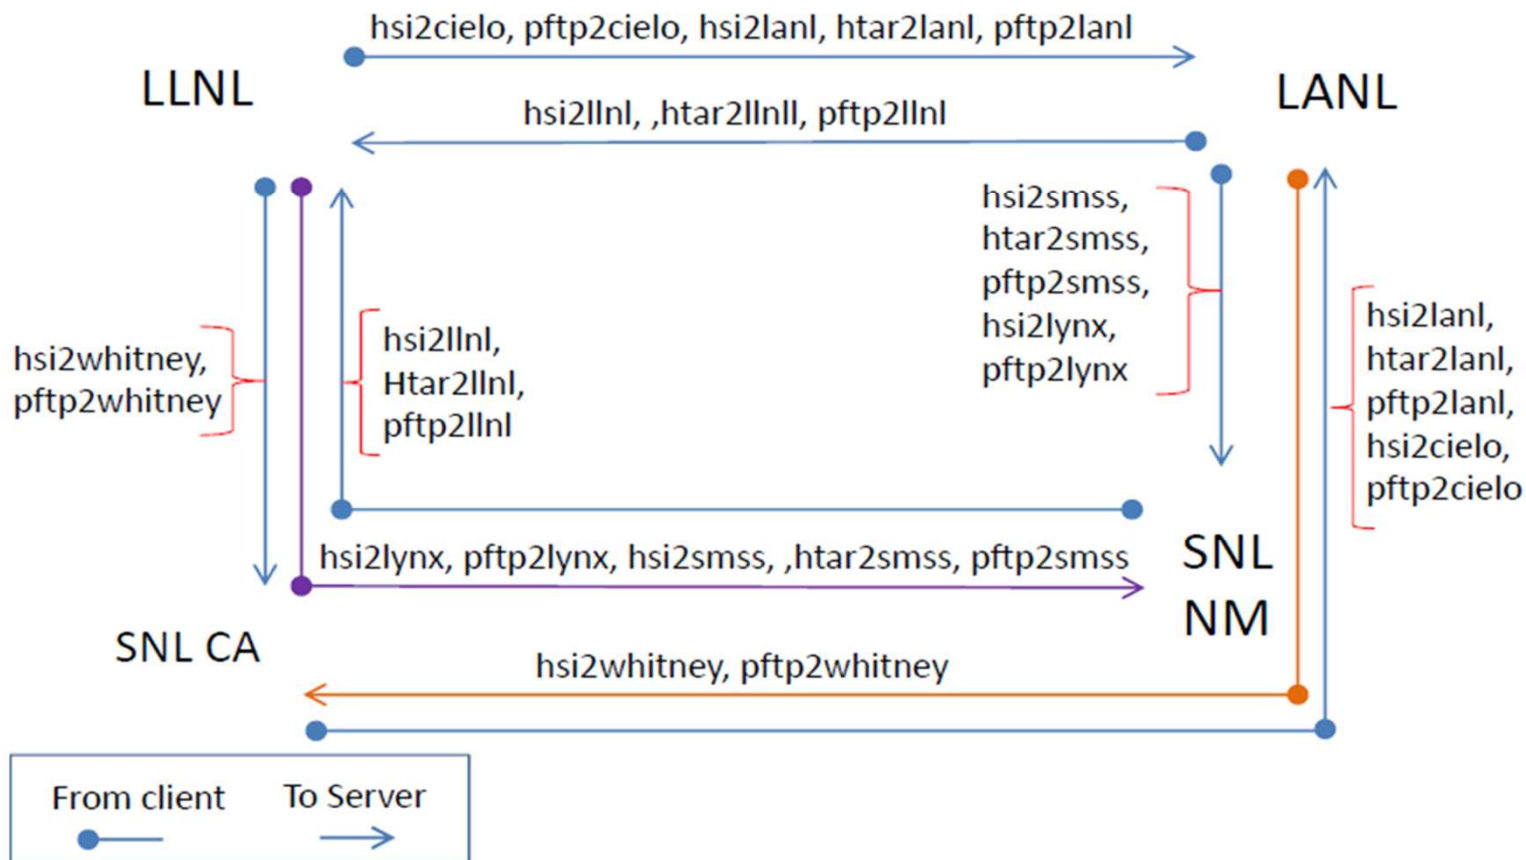 hsi2cielo, pftp2cielo, hsi2lanl, htar2lanl, pftp2lanl
LLNL
LANL
hsi2llnl, ,htar2llnll, pftp2llnl
hsi2smss,
htar2smss,
pftp2smss,
hsi2lynx,
pftp2lynx
hsi2whitney,
pftp2whitney
hsi2llnl,
Htar2llnl,
pftp2llnl
hsi2lanl,
htar2lanl,
pftp2lanl,
hsi2cielo,
pftp2cielo
hsi2lynx, pftp2lynx, hsi2smss, ,htar2smss, pftp2smss
SNL
NM
SNL CA
hsi2whitney, pftp2whitney
From client
To Server